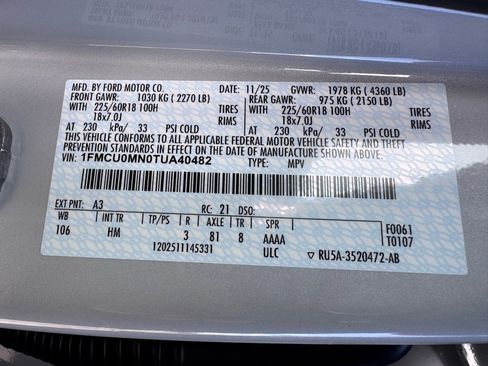 MFD. BY FORD MOTOR CO. 11/25 GVWR: 1978 KG ( 4360 LB)
FRONT GAWR: 1030 KG ( 2270 LB) REAR GAWR: 975 KG ( 2150 LB)
225/60R18 100H TIRES 225/60R18 100H TIRES
18x7.0J RIMS 18x7.0J RIMS
AT 230 kPa/ 33 PSI COLD AT 230 kPa/ 33 PSI COLD
THIS VEHICLE CONFORMS TO ALL APPLICABLE FEDERAL MOTOR VEHICLE SAFETY AND THEFT
PREVENTION STANDARDS IN EFFECT ON THE DATE OF MANUFACTURE SHOWN ABOVE.
VIN: 1FMCU0MN0TUA40482 TYPE: MPV
EXT PNT: A3 RC: 21 DSO:
WB INT TR TP/PS R A TR SPR
106 HM 3 81 8 AAAA F0061
1202511145331 ULC T0107
RU5A-3520472-AB